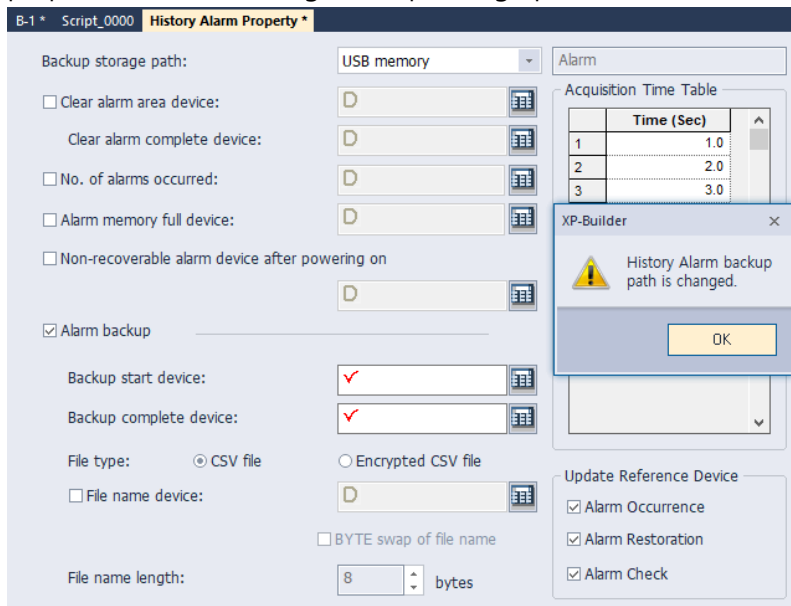 B-1 * Script_0000 History Alarm Property *
Backup storage path: USB memory Alarm
Acquisition Time Table
Clear alarm area device: D
Time (Sec)
1 1.0
Clear alarm complete device: D
2 2.0
3 3.0
No. of alarms occurred: D
Alarm memory full device: D
XP-Builder
Non-recoverable alarm device after powering on
D
History Alarm backup
path is changed.
OK
Alarm backup
Backup start device:
Backup complete device:
File type: CSV file Encrypted CSV file
File name device: D
BYTE swap of file name
File name length: 8 bytes
Update Reference Device
Alarm Occurrence
Alarm Restoration
Alarm Check